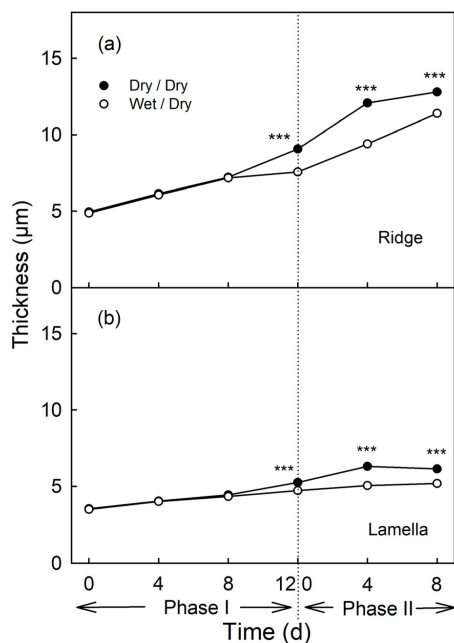 (a)
Dry / Dry
Wet / Dry
***
***
***
15
10
5
0
Ridge
Thickness (µm)
(b)
***
***
***
15
10
5
0
Lamella
0 4 8 12 0 4 8
Phase I Phase II
Time (d)